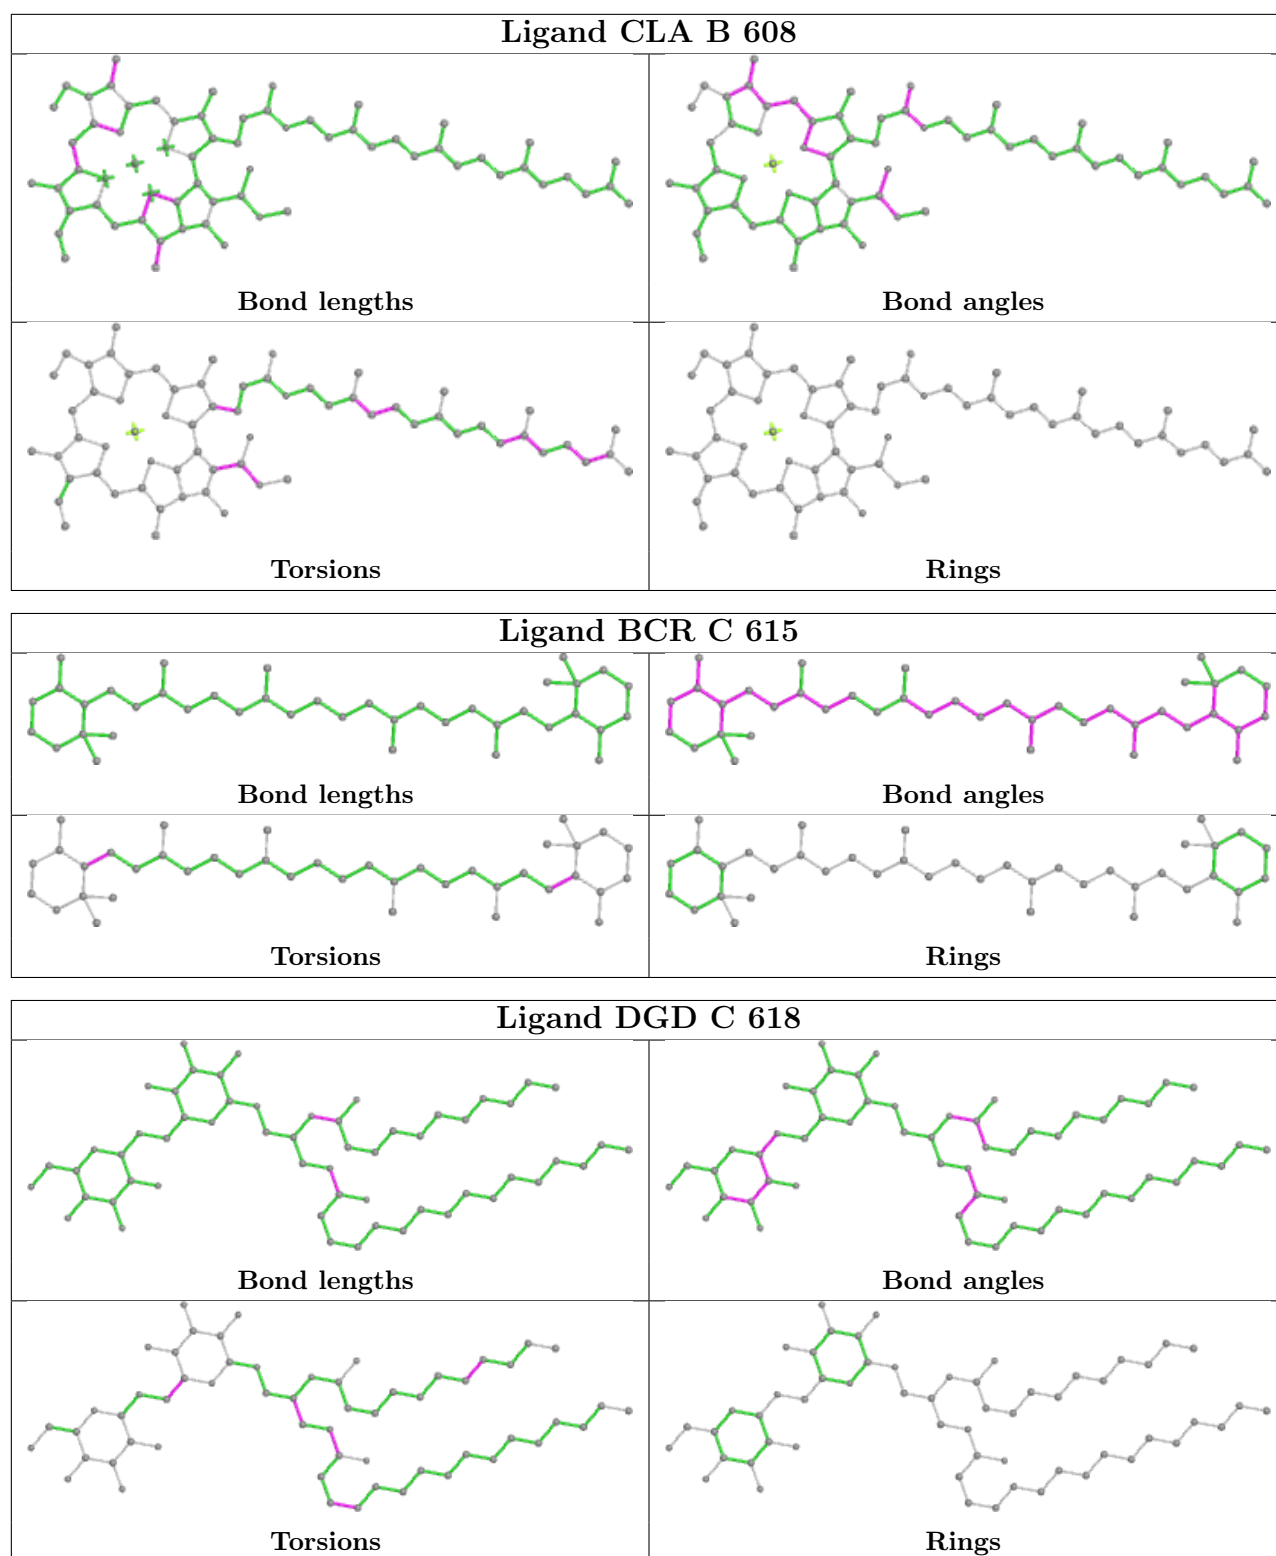 Ligand CLA B 608
Bond lengths
Bond angles
Torsions
Rings
Ligand BCR C 615
Bond lengths
Bond angles
Torsions
Rings
Ligand DGD C 618
Bond lengths
Bond angles
Torsions
Rings